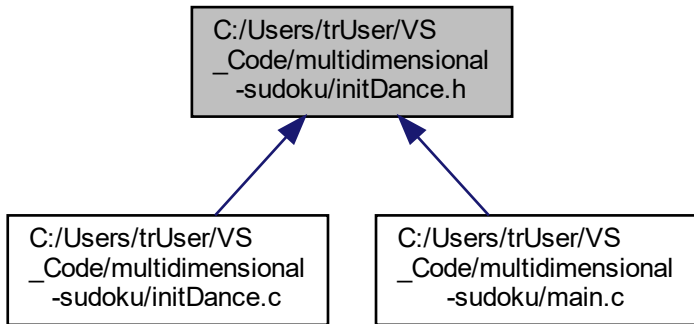 C:/Users/trUser/VS
_Code/multidimensional
-sudoku/initDance.h
C:/Users/trUser/VS
_Code/multidimensional
-sudoku/initDance.c
C:/Users/trUser/VS
_Code/multidimensional
-sudoku/main.c